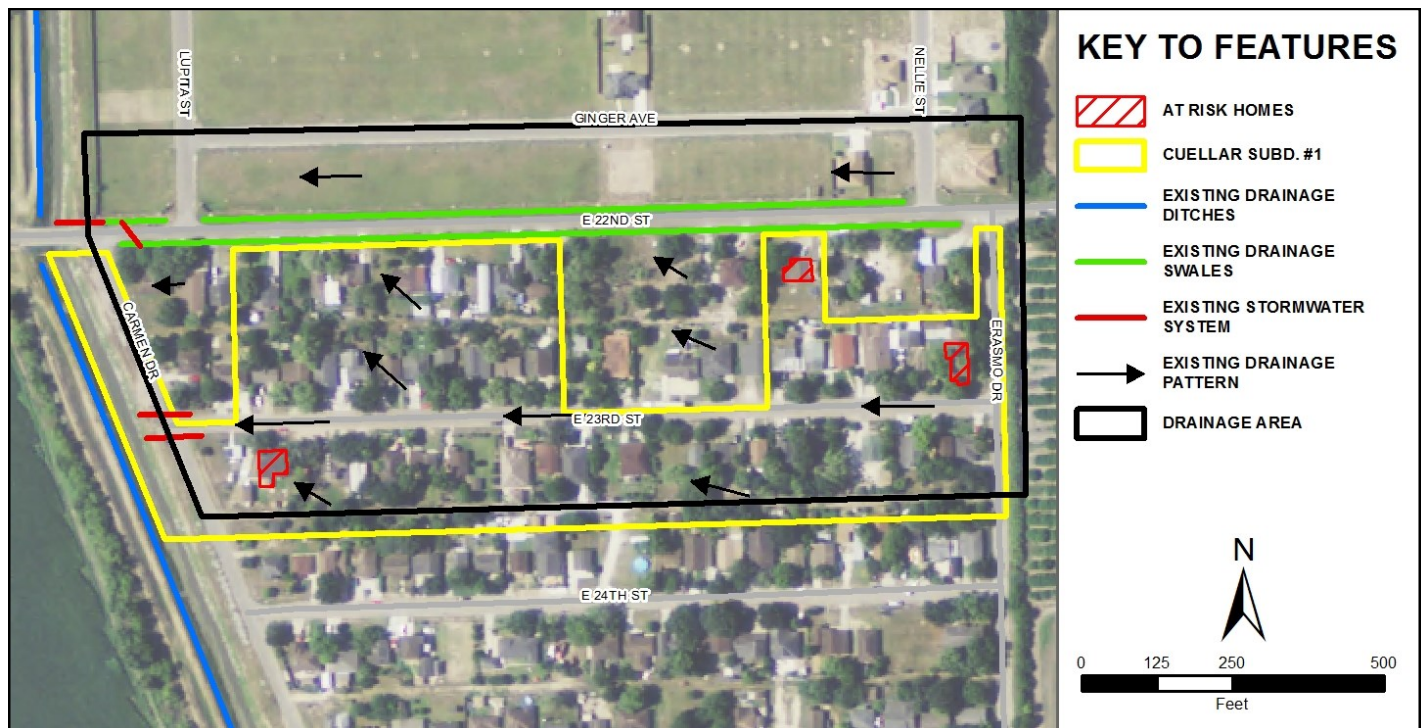 LUPITA ST
NELLIE ST
GINGER AVE
E 22ND ST
CARMEN DR
ERASMO DR
E 23RD ST
E 24TH ST
KEY TO FEATURES
AT RISK HOMES
CUELLAR SUBD. #1
EXISTING DRAINAGE
DITCHES
EXISTING DRAINAGE
SWALES
EXISTING STORMWATER
SYSTEM
EXISTING DRAINAGE
PATTERN
DRAINAGE AREA
N
0 125 250 500
Feet